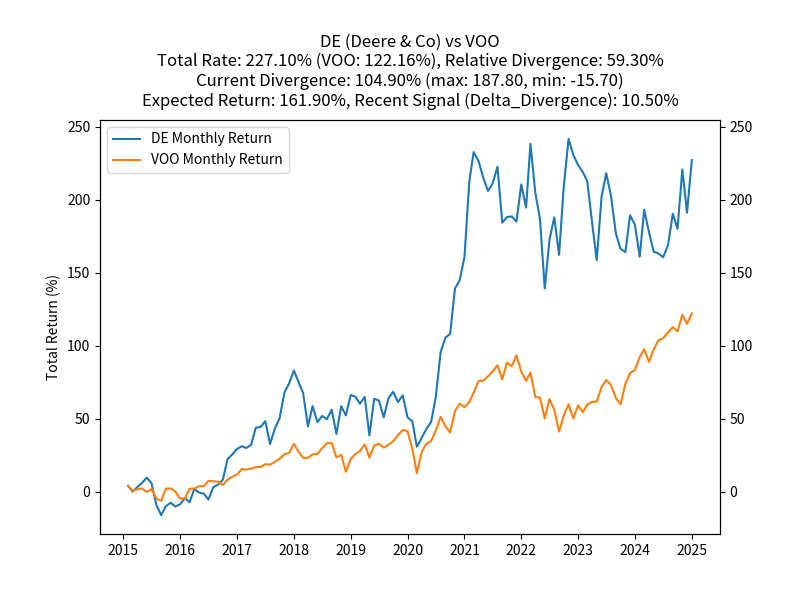 DE (Deere & Co) vs VOO
Total Rate: 227.10% (VOO: 122.16%), Relative Divergence: 59.30%
Current Divergence: 104.90% (max: 187.80, min: -15.70)
Expected Return: 161.90%, Recent Signal (Delta_Divergence): 10.50%
DE Monthly Return
VOO Monthly Return
Total Return (%)
250
200
150
100
50
0
250
200
150
100
50
0
2015 2016 2017 2018 2019 2020 2021 2022 2023 2024 2025